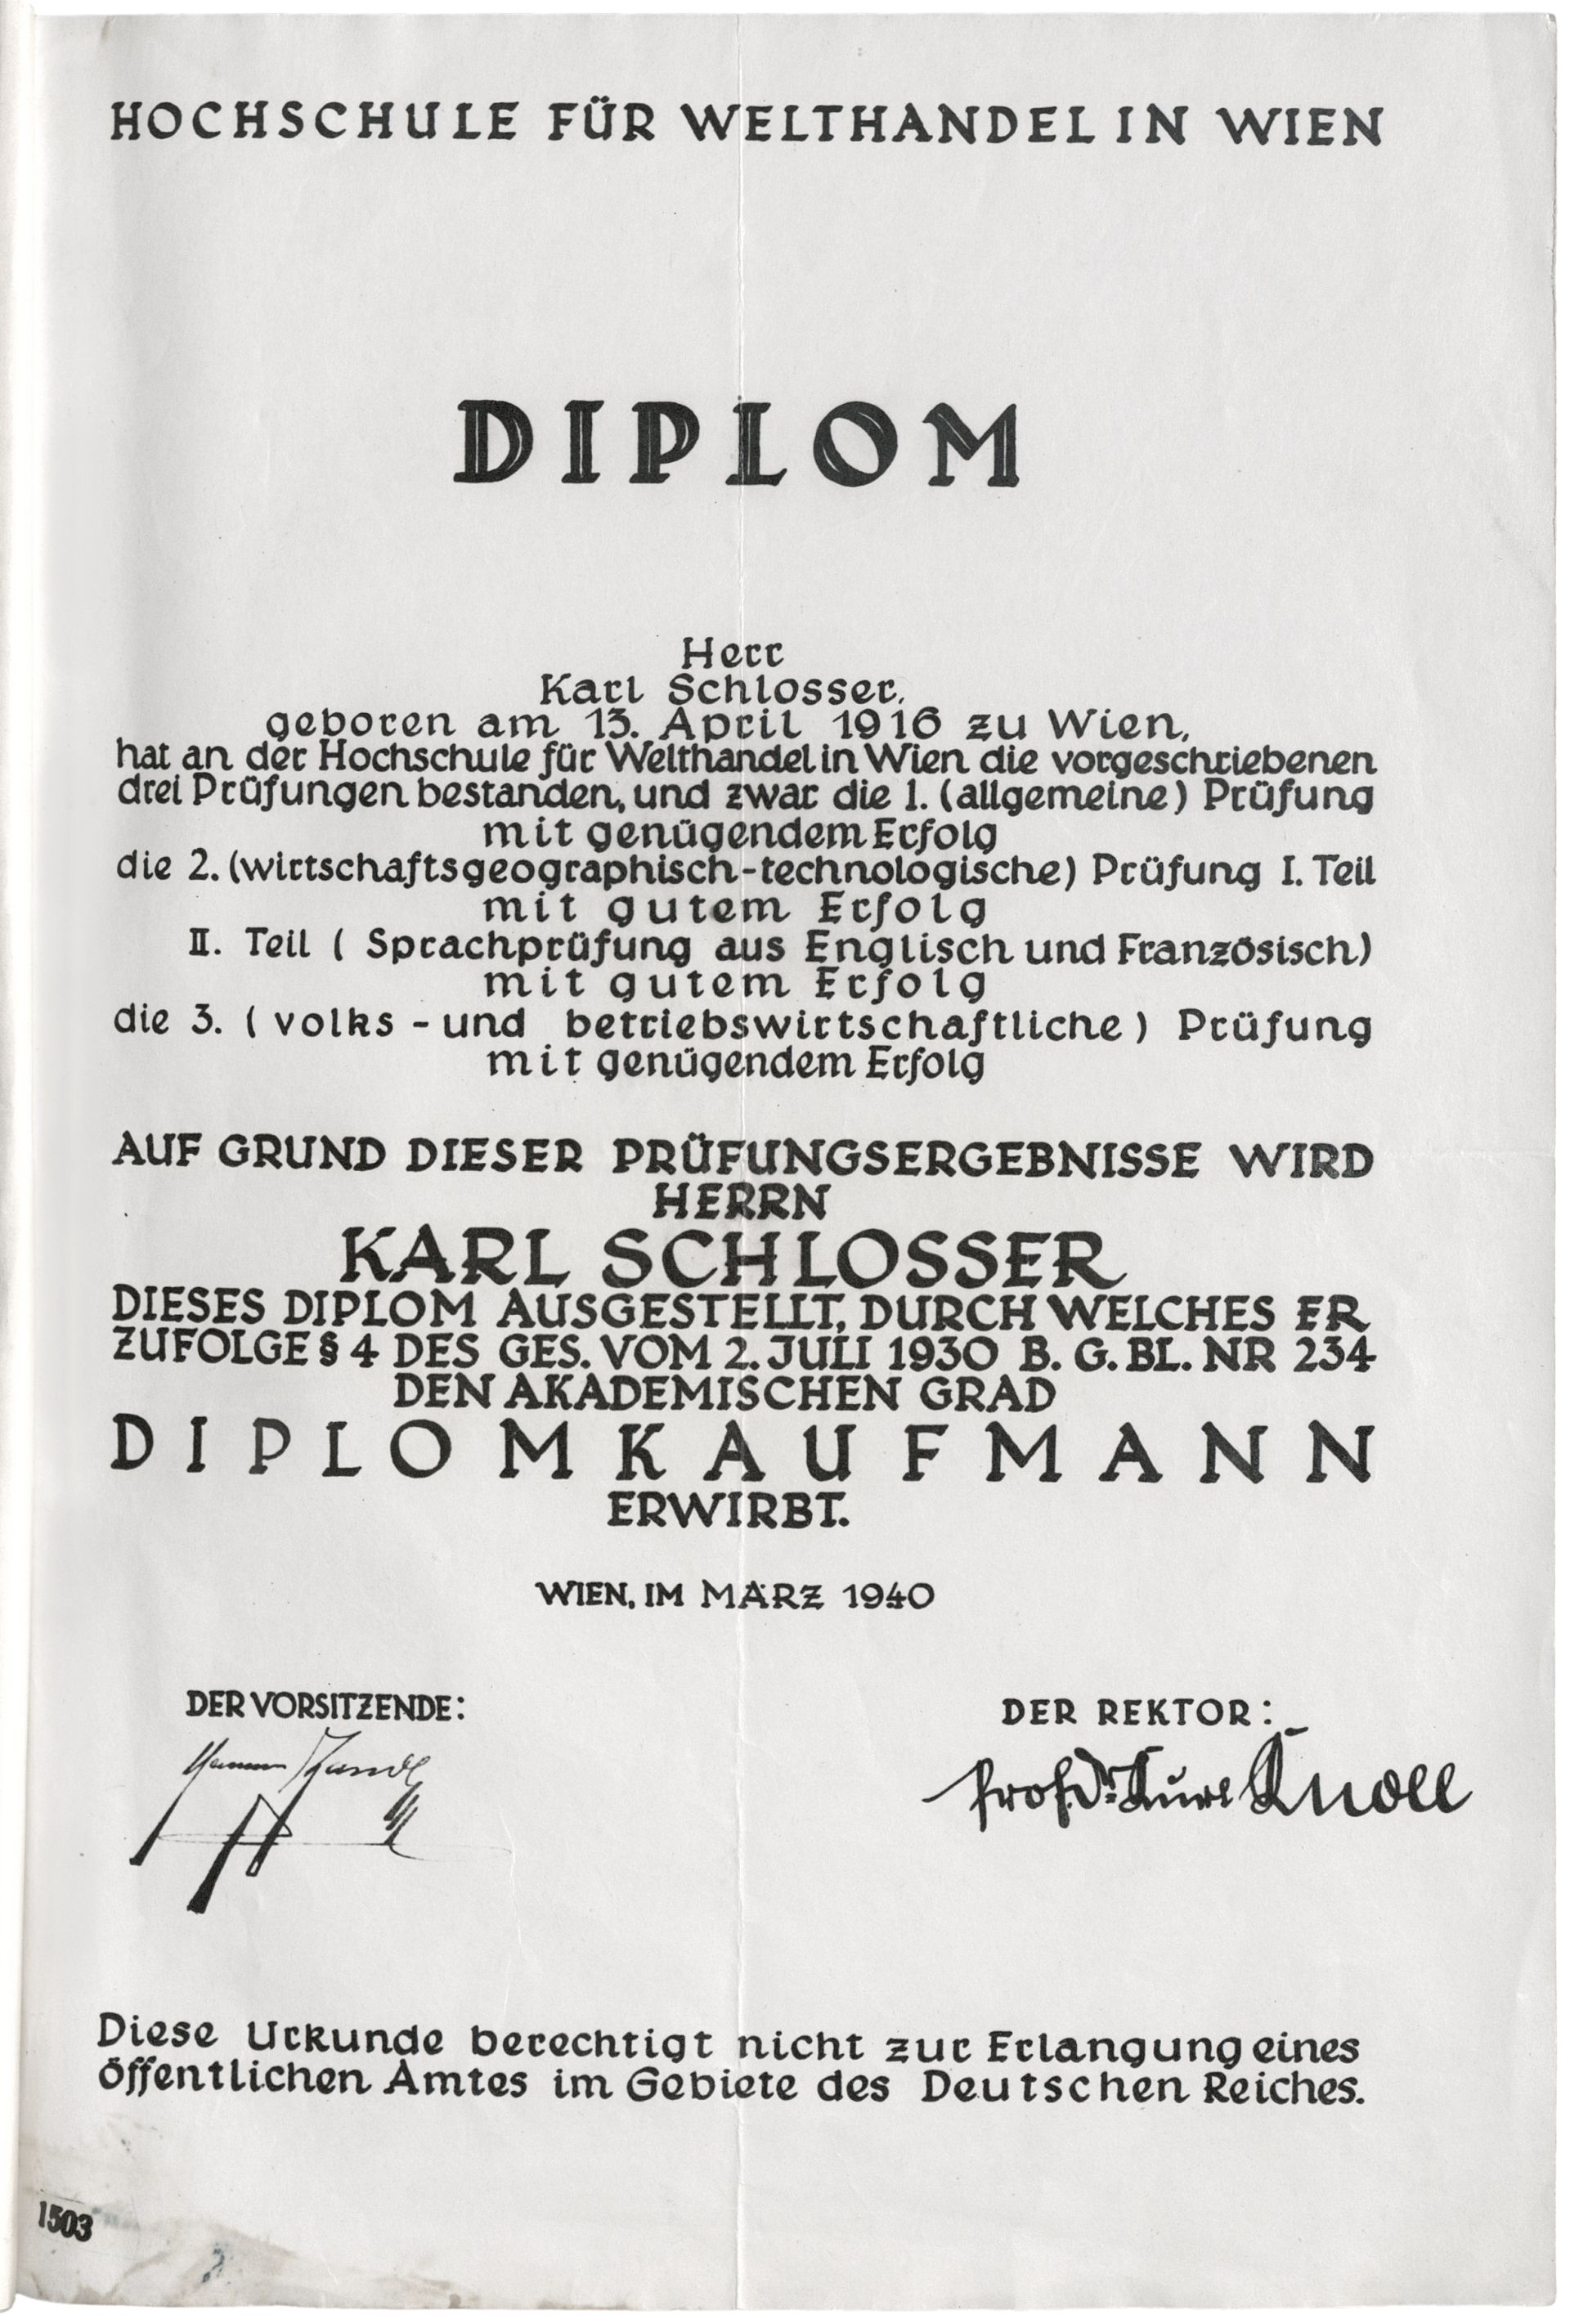 HOCHSCHULE FÜR WELTHANDEL IN WIEN
DIPLOM
Herr
Karl Schlosser,
geboren am 13. April 1916 zu Wien,
hat an der Hochschule für Welthandel in Wien die vorgeschriebenen
drei Prüfungen bestanden, und zwar die 1. (allgemeine) Prüfung
mit genügendem Erfolg
die 2. (wirtschaftsgeographisch-technologische) Prüfung I. Teil
mit gutem Erfolg
II. Teil ( Sprachprüfung aus Englisch und Französisch)
mit gutem Erfolg
die 3. ( volks - und betriebswirtschaftliche ) Prüfung
mit genügendem Erfolg
AUF GRUND DIESER PRÜFUNGSERGEBNISSE WIRD
HERRN
KARL SCHLOSSER
DIESES DIPLOM AUSGESTELLT, DURCH WELCHES ER
ZUFOLGE § 4 DES GES. VOM 2. JULI 1930 B. G. BL. NR 234
DEN AKADEMISCHEN GRAD
DIPLOMKAUFMANN
ERWIRBT.
WIEN, IM MÄRZ 1940
DER VORSITZENDE:
DER REKTOR:
Prof. Dr. Kurt Knoll
Diese Urkunde berechtigt nicht zur Erlangung eines
öffentlichen Amtes im Gebiete des Deutschen Reiches.
1503